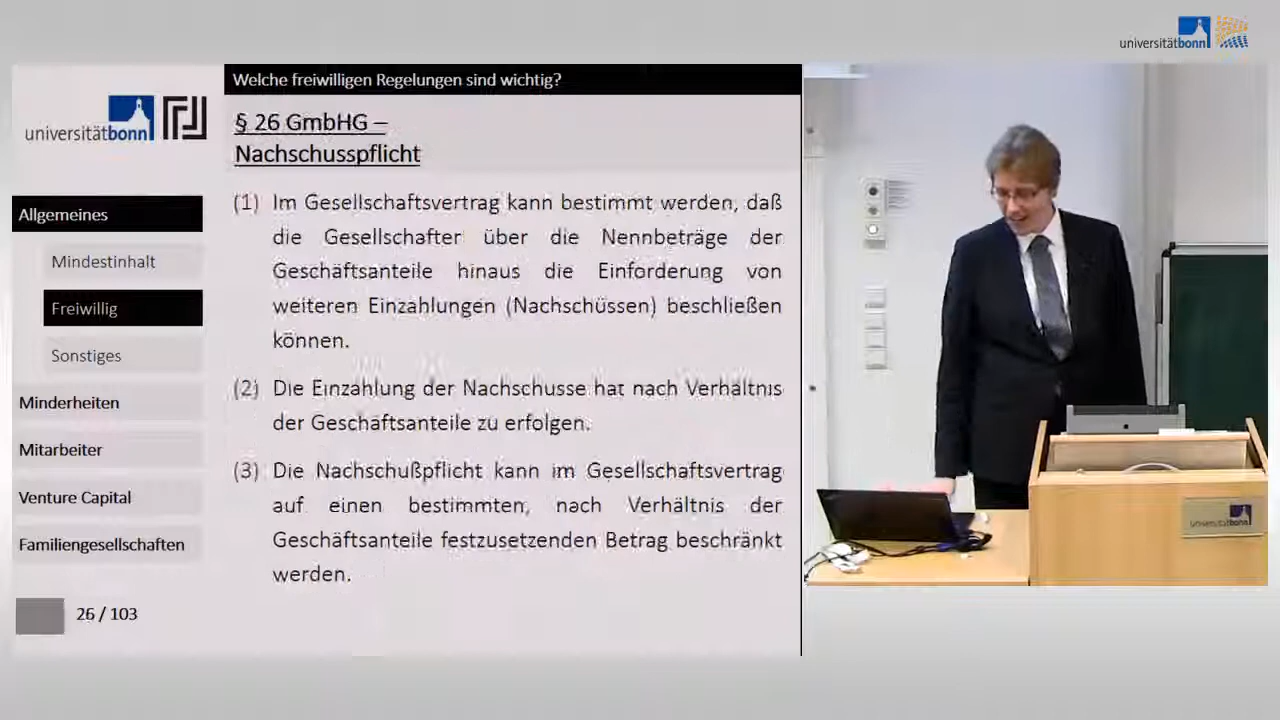 universitätbonn
Welche freiwilligen Regelungen sind wichtig?
universitätbonn
§ 26 GmbHG –
Nachschusspflicht
Allgemeines
Mindestinhalt
Freiwillig
Sonstiges
Minderheiten
Mitarbeiter
Venture Capital
Familiengesellschaften
26 / 103
(1) Im Gesellschaftsvertrag kann bestimmt werden, daß
die Gesellschafter über die Nennbeträge der
Geschäftsanteile hinaus die Einforderung von
weiteren Einzahlungen (Nachschüssen) beschließen
können.
(2) Die Einzahlung der Nachschüsse hat nach Verhältnis
der Geschäftsanteile zu erfolgen.
(3) Die Nachschußpflicht kann im Gesellschaftsvertrag
auf einen bestimmten, nach Verhältnis der
Geschäftsanteile festzusetzenden Betrag beschränkt
werden.
universitätbonn